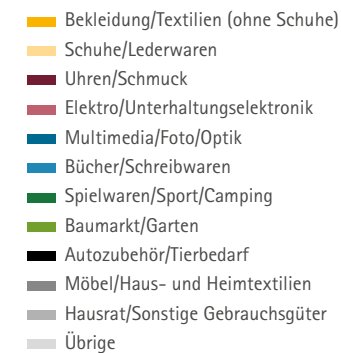 Bekleidung/Textilien (ohne Schuhe)
Schuhe/Lederwaren
Uhren/Schmuck
Elektro/Unterhaltungselektronik
Multimedia/Foto/Optik
Bücher/Schreibwaren
Spielwaren/Sport/Camping
Baumarkt/Garten
Autozubehör/Tierbedarf
Möbel/Haus- und Heimtextilien
Hausrat/Sonstige Gebrauchsgüter
Übrige